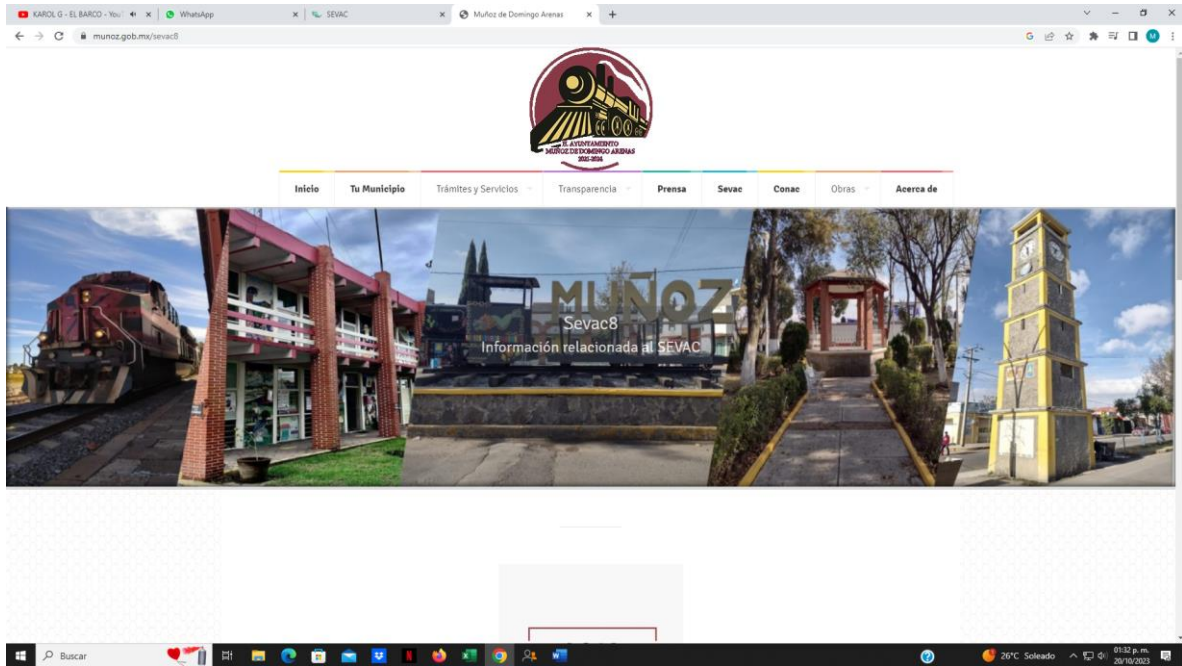 KAROL G - EL BARCO - You
WhatsApp
SEVAC
Muñoz de Domingo Arenas
munoz.gob.mx/sevac8
H. AYUNTAMIENTO
MUÑOZ DE DOMINGO ARENAS
2021-2024
Inicio
Tu Municipio
Trámites y Servicios
Transparencia
Prensa
Sevac
Conac
Obras
Acerca de
MUÑOZ
Sevac8
Información relacionada al SEVAC
Buscar
26°C Soleado
01:32 p. m.
20/10/2023